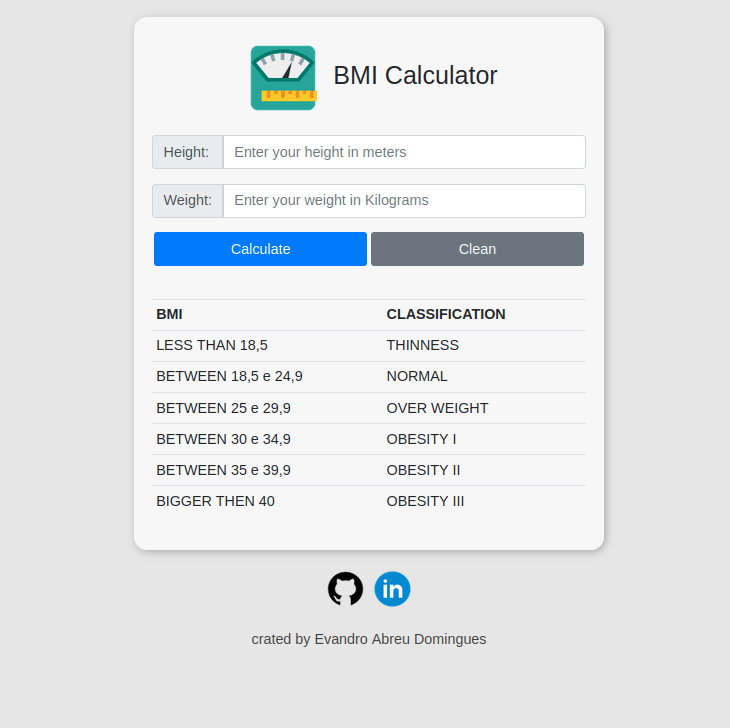 BMI Calculator
Height: Enter your height in meters
Weight: Enter your weight in Kilograms
Calculate Clean
BMI CLASSIFICATION
LESS THAN 18,5 THINNESS
BETWEEN 18,5 e 24,9 NORMAL
BETWEEN 25 e 29,9 OVER WEIGHT
BETWEEN 30 e 34,9 OBESITY I
BETWEEN 35 e 39,9 OBESITY II
BIGGER THEN 40 OBESITY III
in
crated by Evandro Abreu Domingues